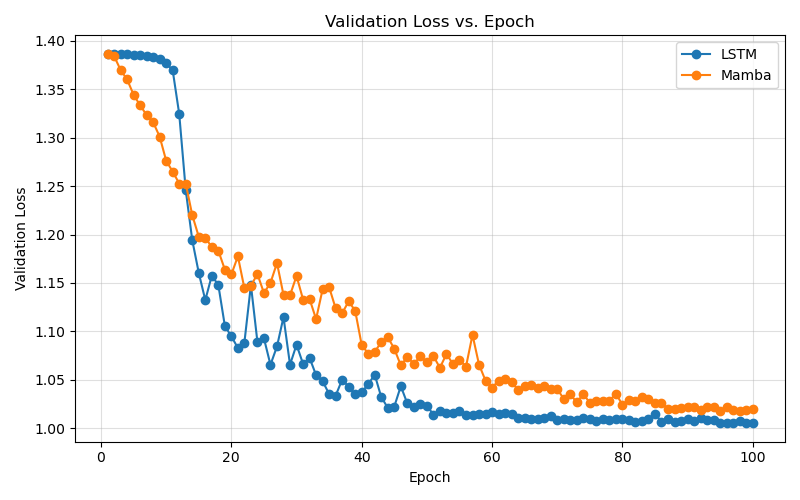 Validation Loss vs. Epoch
LSTM
Mamba
Validation Loss
1.40
1.35
1.30
1.25
1.20
1.15
1.10
1.05
1.00
0 20 40 60 80 100
Epoch